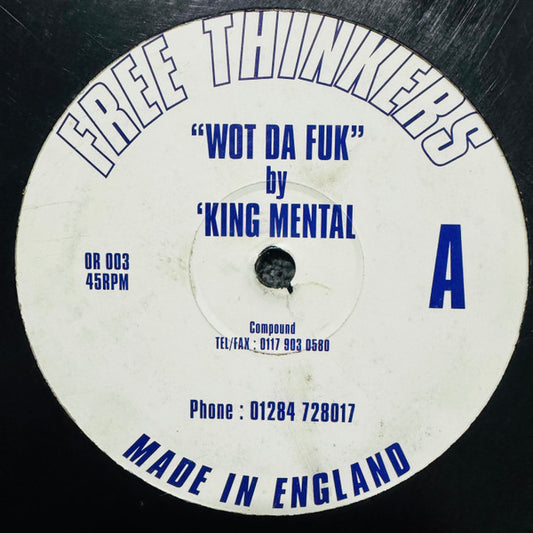 FREE THINKERS
“WOT DA FUK”
by
‘KING MENTAL
A
OR 003
45RPM
Compound
TEL/FAX : 0117 903 0580
Phone : 01284 728017
MADE IN ENGLAND